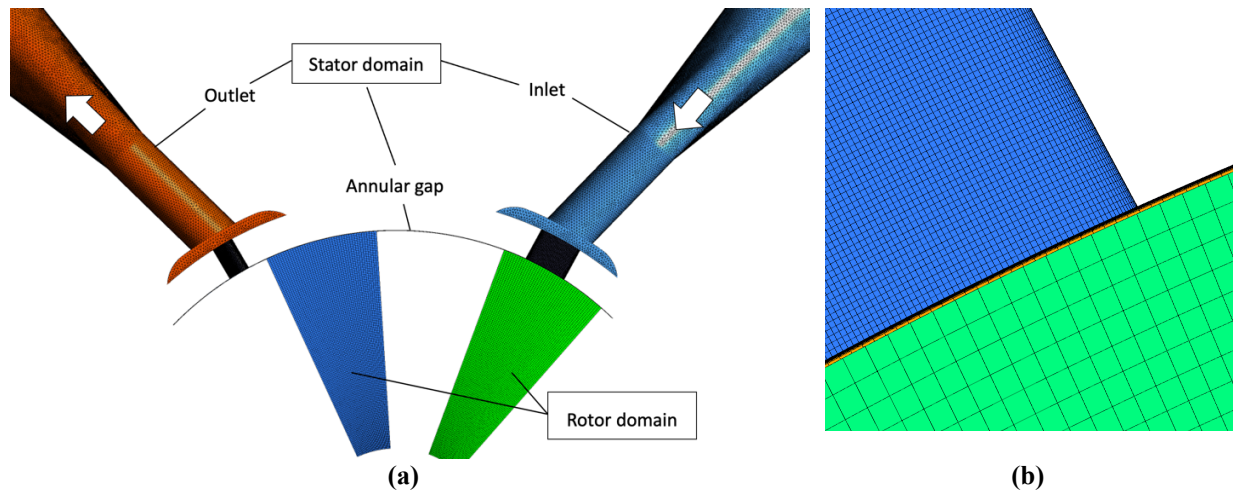 Stator domain
Outlet
Inlet
Annular gap
Rotor domain
(a)
(b)